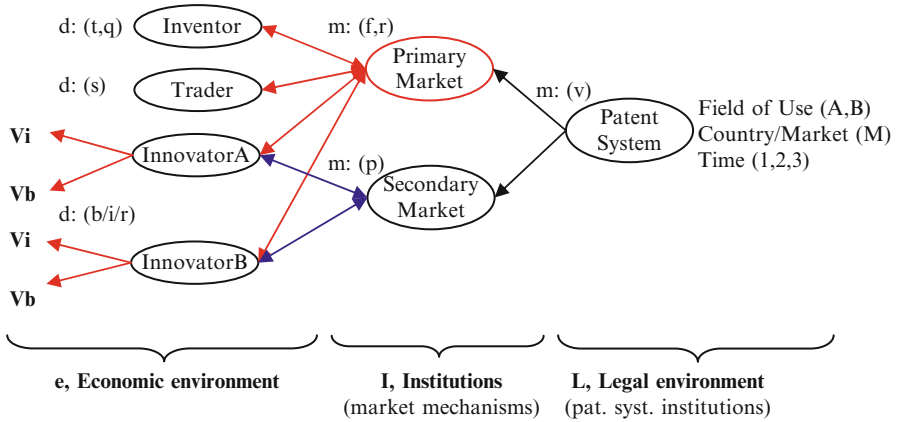 d: (t,q)
Inventor
m: (f,r)
Primary
Market
d: (s)
Trader
m: (v)
Patent
System
Field of Use (A,B)
Country/Market (M)
Time (1,2,3)
Vi
InnovatorA
m: (p)
Secondary
Market
Vb
d: (b/i/r)
Vi
InnovatorB
Vb
e, Economic environment
I, Institutions
(market mechanisms)
L, Legal environment
(pat. syst. institutions)